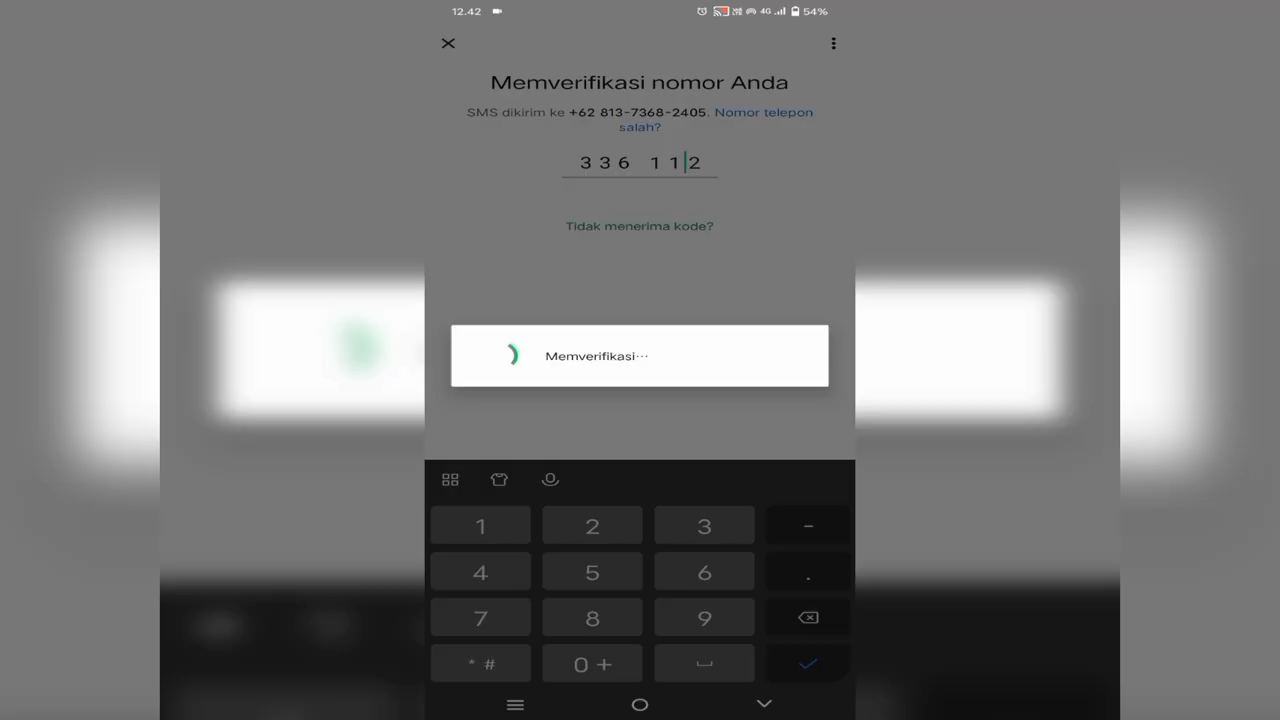 12.42
4G 54%
Memverifikasi nomor Anda
SMS dikirim ke +62 813-7368-2405. Nomor telepon
salah?
336 112
Tidak menerima kode?
Memverifikasi...
1 2 3 -
4 5 6 .
7 8 9
* # 0 +